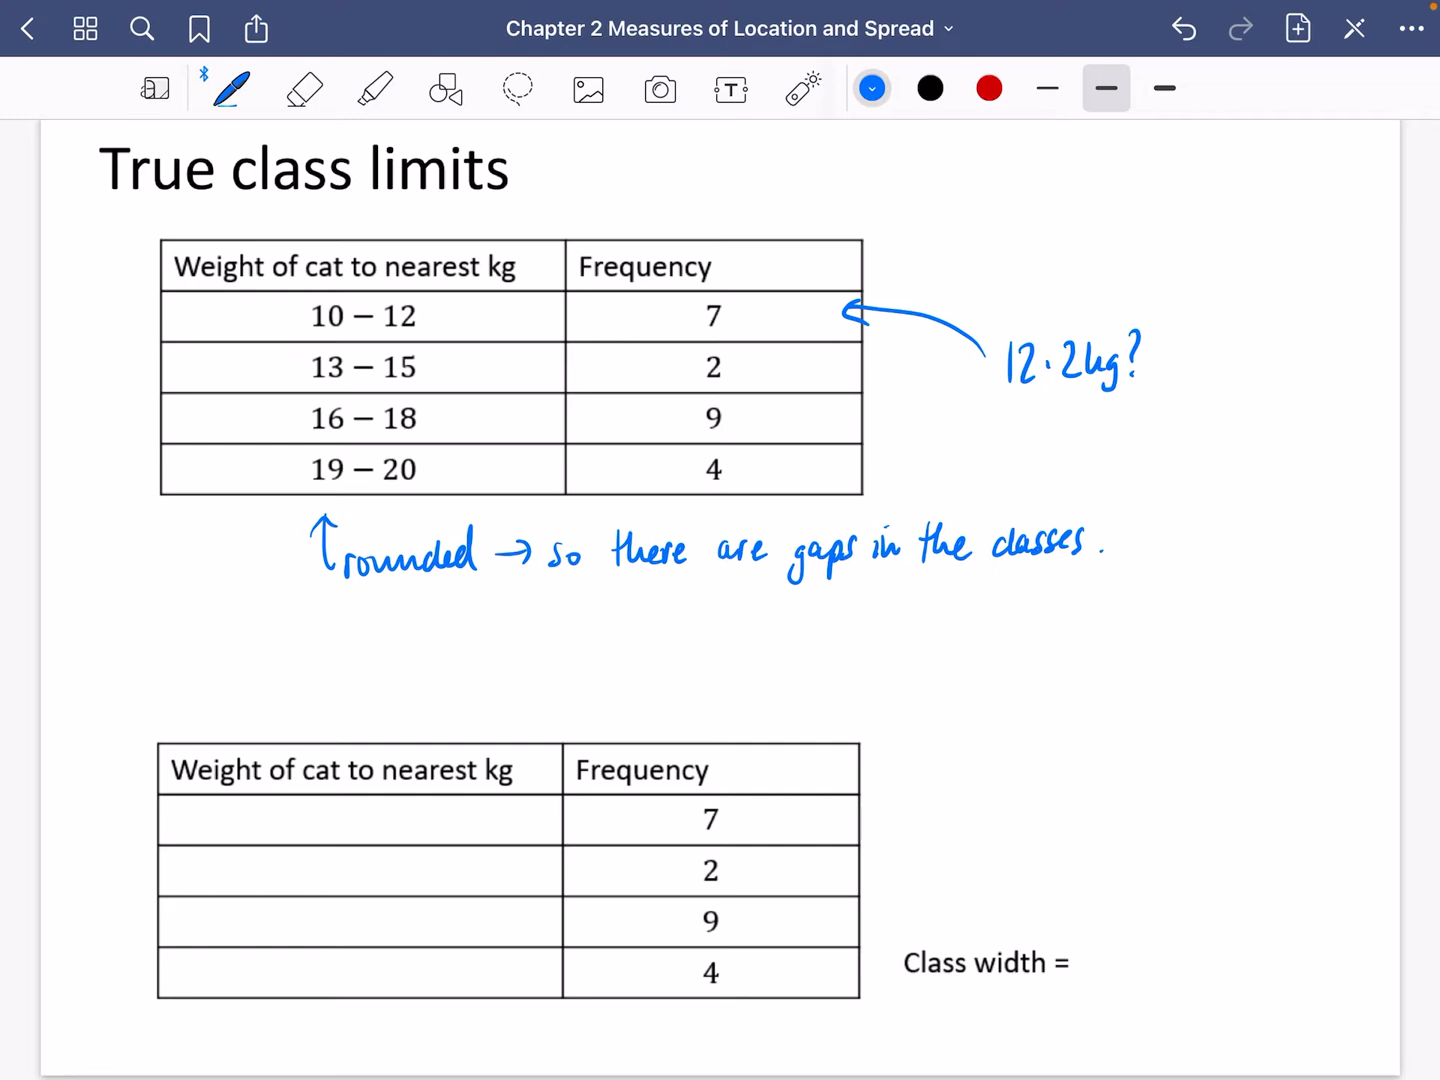 Chapter 2 Measures of Location and Spread
True class limits
Weight of cat to nearest kg Frequency
10 – 12 7
13 – 15 2
16 – 18 9
19 – 20 4
12.2kg?
↑ rounded → so there are gaps in the classes.
Weight of cat to nearest kg Frequency
7
2
9
4
Class width =